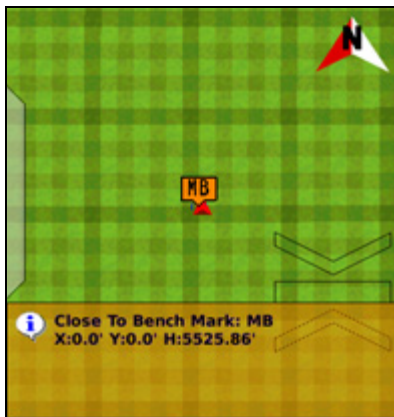 N
MB
Close To Bench Mark: MB
X:0.0' Y:0.0' H:5525.86'